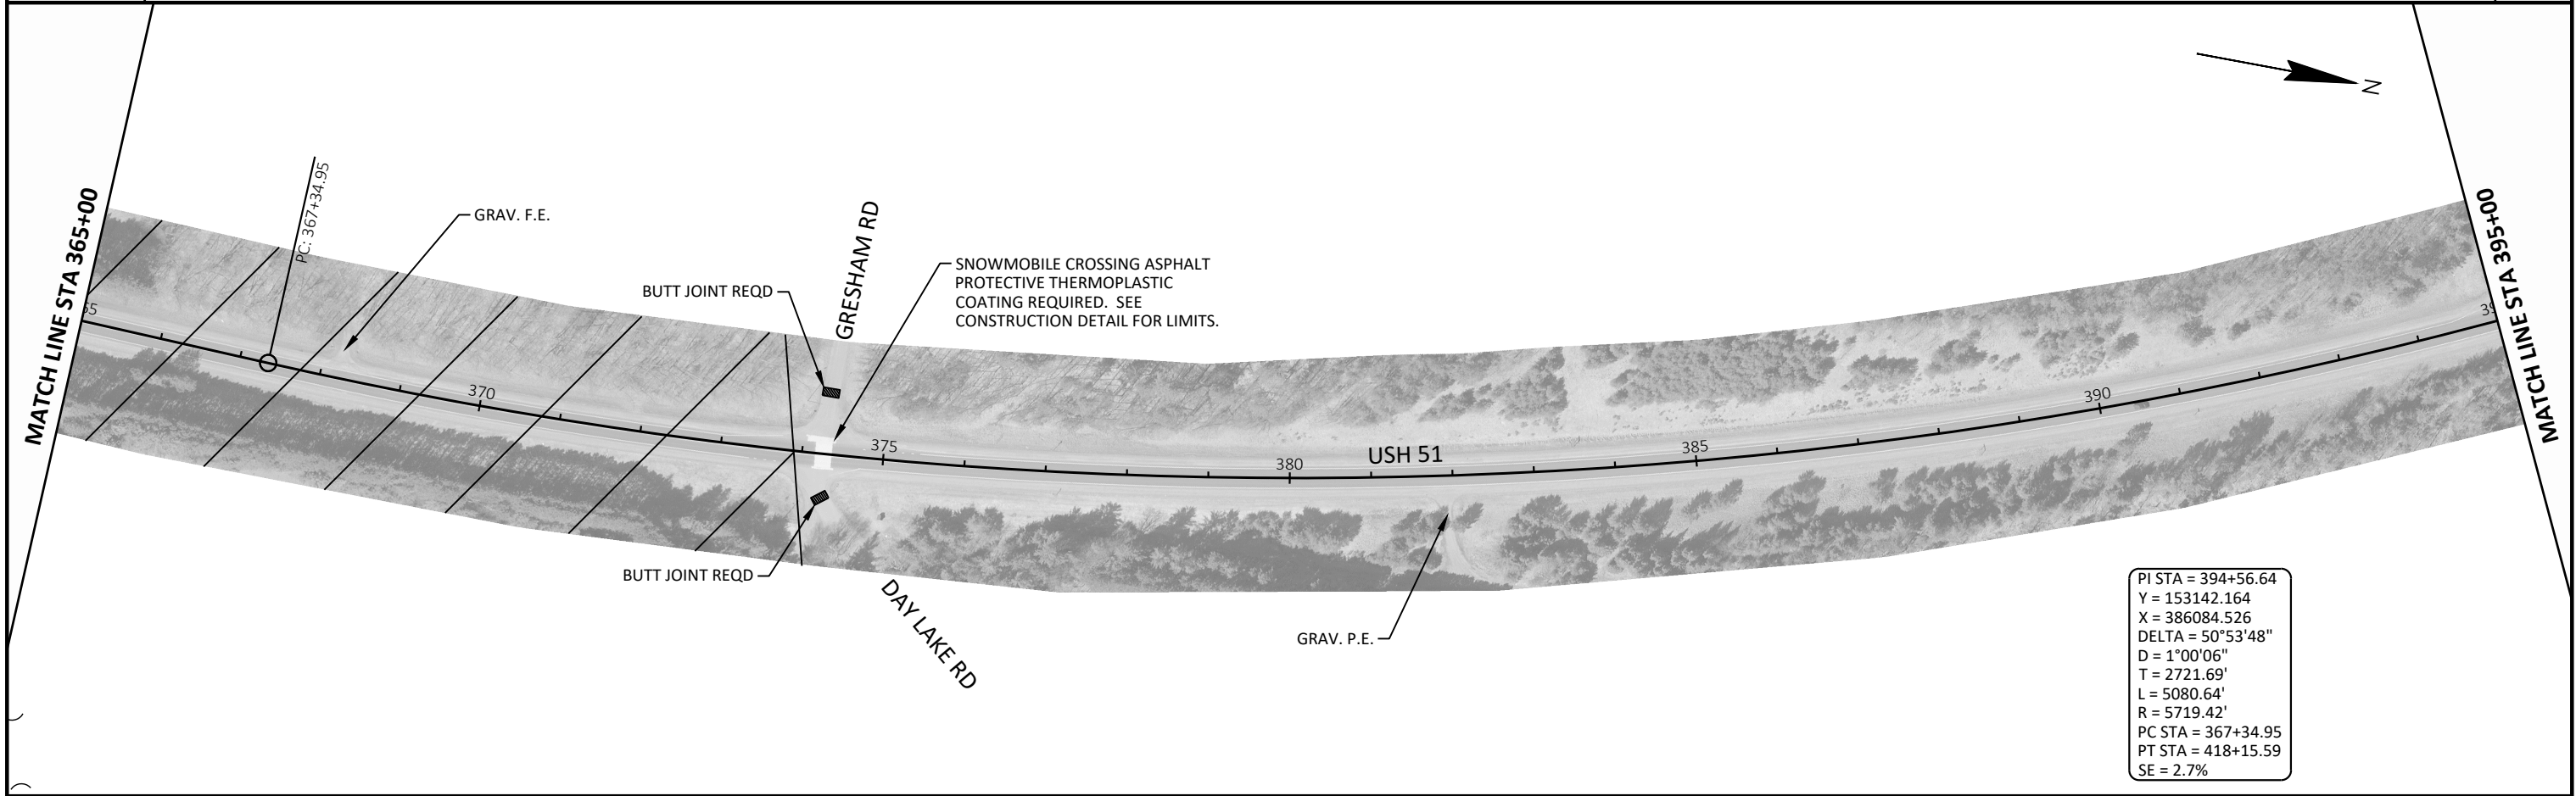 MATCH LINE STA 365+00
PC: 367+34.95
GRAV. F.E.
BUTT JOINT REQD
GRESHAM RD
SNOWMOBILE CROSSING ASPHALT
PROTECTIVE THERMOPLASTIC
COATING REQUIRED. SEE
CONSTRUCTION DETAIL FOR LIMITS.
N
MATCH LINE STA 395+00
370
375
380
USH 51
385
390
BUTT JOINT REQD
DAY LAKE RD
GRAV. P.E.
PI STA = 394+56.64
Y = 153142.164
X = 386084.526
DELTA = 50°53'48"
D = 1°00'06"
T = 2721.69'
L = 5080.64'
R = 5719.42'
PC STA = 367+34.95
PT STA = 418+15.59
SE = 2.7%